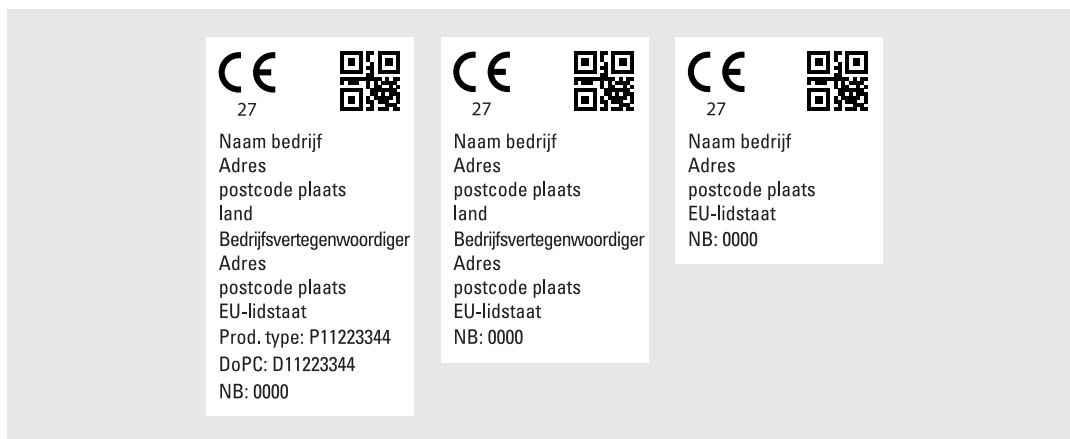 CE
27
Naam bedrijf
Adres
postcode plaats
land
Bedrijfsvertegenwoordiger
Adres
postcode plaats
EU-lidstaat
Prod. type: P11223344
DoPC: D11223344
NB: 0000
CE
27
Naam bedrijf
Adres
postcode plaats
land
Bedrijfsvertegenwoordiger
Adres
postcode plaats
EU-lidstaat
NB: 0000
CE
27
Naam bedrijf
Adres
postcode plaats
EU-lidstaat
NB: 0000